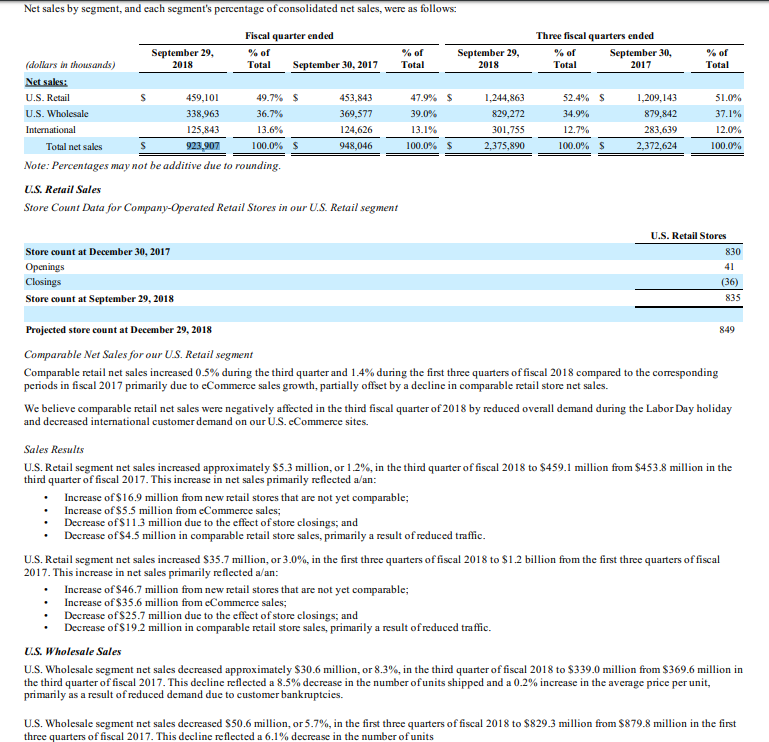 Net sales by segment, and each segment's percentage of consolidated net sales, were as follows:
Fiscal quarter ended Three fiscal quarters ended
(dollars in thousands) September 29, 2018 % of Total September 30, 2017 % of Total September 29, 2018 % of Total September 30, 2017 % of Total
Net sales:
U.S. Retail $ 459,101 49.7% $ 453,843 47.9% $ 1,244,863 52.4% $ 1,209,143 51.0%
U.S. Wholesale 338,963 36.7% 369,577 39.0% 829,272 34.9% 879,842 37.1%
International 125,843 13.6% 124,626 13.1% 301,755 12.7% 283,639 12.0%
Total net sales $ 923,907 100.0% $ 948,046 100.0% $ 2,375,890 100.0% $ 2,372,624 100.0%
Note: Percentages may not be additive due to rounding.
U.S. Retail Sales
Store Count Data for Company-Operated Retail Stores in our U.S. Retail segment
U.S. Retail Stores
Store count at December 30, 2017 830
Openings 41
Closings (36)
Store count at September 29, 2018 835
Projected store count at December 29, 2018 849
Comparable Net Sales for our U.S. Retail segment
Comparable retail net sales increased 0.5% during the third quarter and 1.4% during the first three quarters of fiscal 2018 compared to the corresponding
periods in fiscal 2017 primarily due to eCommerce sales growth, partially offset by a decline in comparable retail store net sales.
We believe comparable retail net sales were negatively affected in the third fiscal quarter of 2018 by reduced overall demand during the Labor Day holiday
and decreased international customer demand on our U.S. eCommerce sites.
Sales Results
U.S. Retail segment net sales increased approximately $5.3 million, or 1.2%, in the third quarter of fiscal 2018 to $459.1 million from $453.8 million in the
third quarter of fiscal 2017. This increase in net sales primarily reflected a/an:
• Increase of $16.9 million from new retail stores that are not yet comparable;
• Increase of $5.5 million from eCommerce sales;
• Decrease of $11.3 million due to the effect of store closings; and
• Decrease of $4.5 million in comparable retail store sales, primarily a result of reduced traffic.
U.S. Retail segment net sales increased $35.7 million, or 3.0%, in the first three quarters of fiscal 2018 to $1.2 billion from the first three quarters of fiscal
2017. This increase in net sales primarily reflected a/an:
• Increase of $46.7 million from new retail stores that are not yet comparable;
• Increase of $35.6 million from eCommerce sales;
• Decrease of $25.7 million due to the effect of store closings; and
• Decrease of $19.2 million in comparable retail store sales, primarily a result of reduced traffic.
U.S. Wholesale Sales
U.S. Wholesale segment net sales decreased approximately $30.6 million, or 8.3%, in the third quarter of fiscal 2018 to $339.0 million from $369.6 million in
the third quarter of fiscal 2017. This decline reflected a 8.5% decrease in the number of units shipped and a 0.2% increase in the average price per unit,
primarily as a result of reduced demand due to customer bankruptcies.
U.S. Wholesale segment net sales decreased $50.6 million, or 5.7%, in the first three quarters of fiscal 2018 to $829.3 million from $879.8 million in the first
three quarters of fiscal 2017. This decline reflected a 6.1% decrease in the number of units